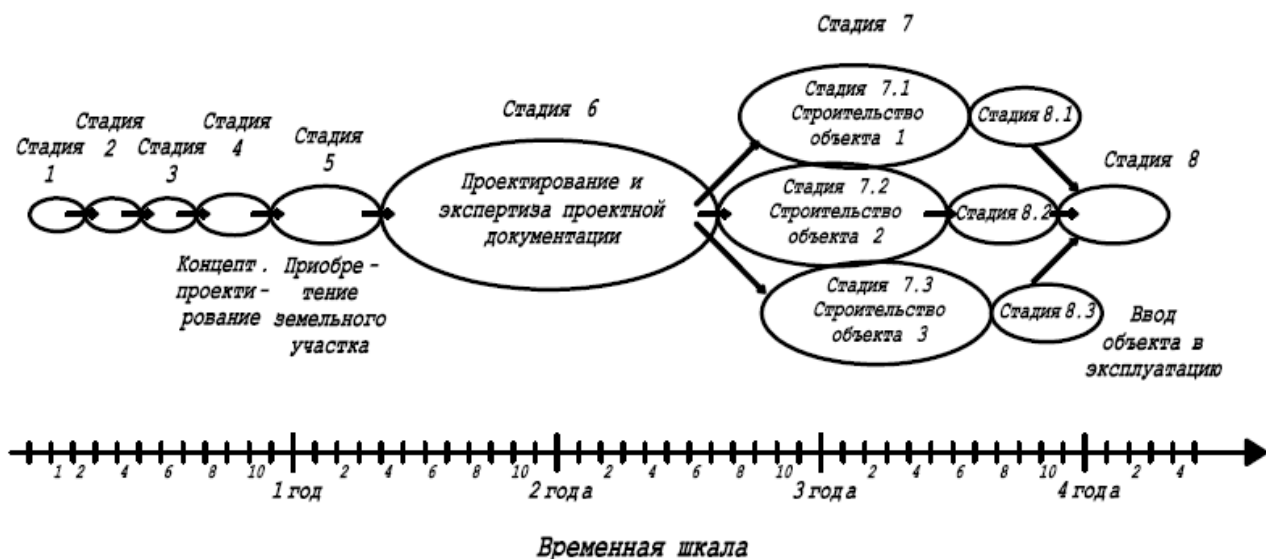 Стадия 7
Стадия 6
Стадия
2
Стадия
4
Стадия
1
Стадия
3
Стадия
5
Стадия 7.1
Строительство
объекта 1
Стадия 8.1
Стадия 8
Проектирование и
экспертиза проектной
документации
Стадия 7.2
Строительство
объекта 2
Стадия 8.2
Концепт.
проекти-
рование
Приобре-
тение
земельного
участка
Стадия 7.3
Строительство
объекта 3
Стадия 8.3
Ввод
объекта в
эксплуатацию
1 2 4 6 8 10 2 4 6 8 10 2 4 6 8 10 2 4 6 8 10 2 4
1 год 2 года 3 года 4 года
Временная шкала